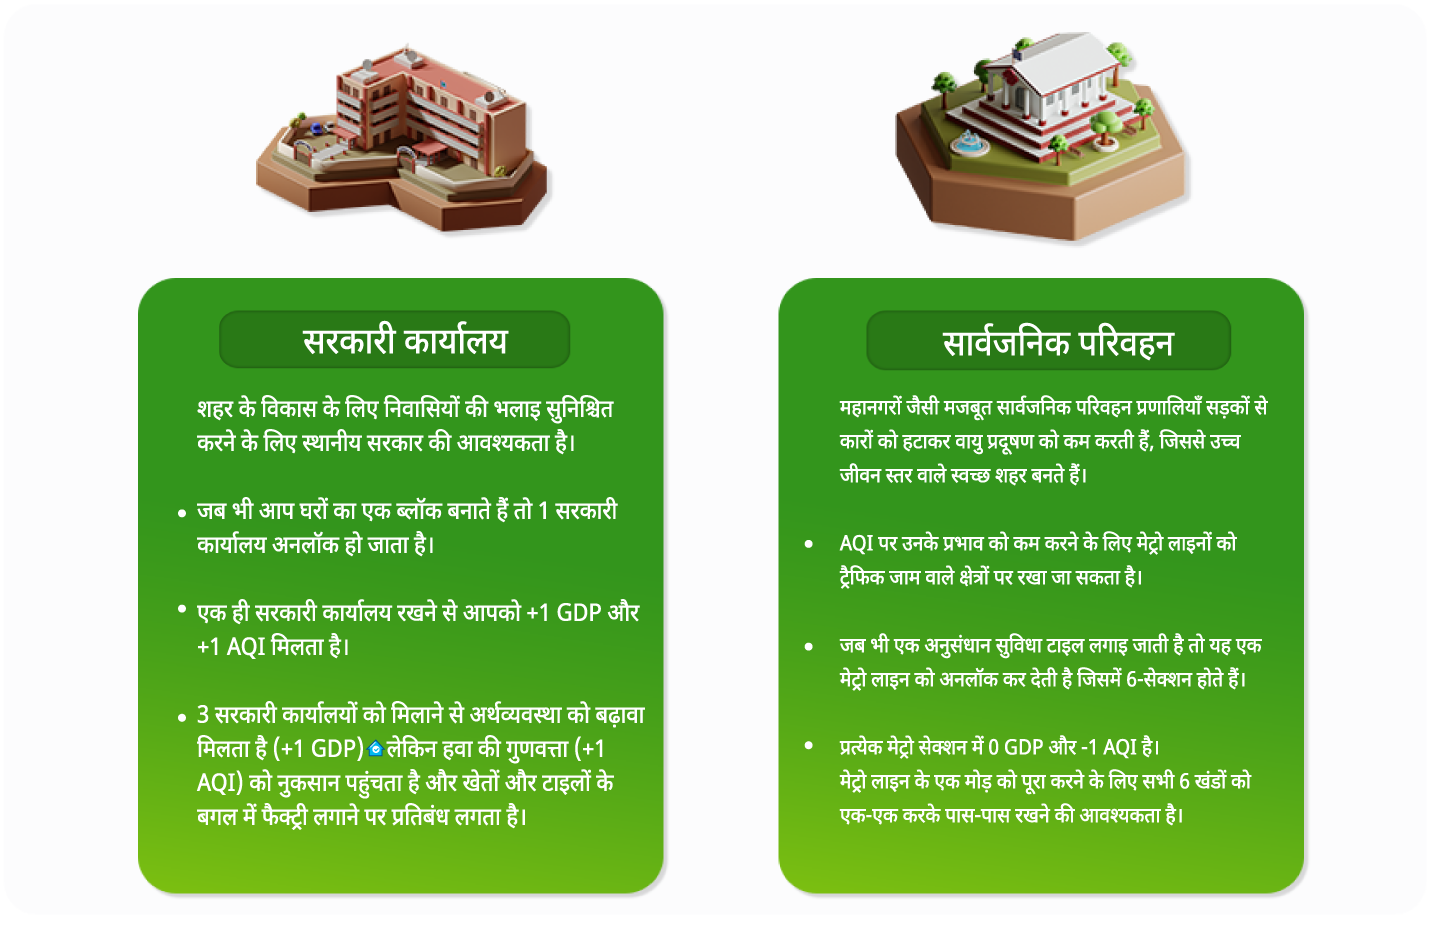 सरकारी कार्यालय
शहर के विकास के लिए निवासियों की भलाइ सुनिश्चित
करने के लिए स्थानीय सरकार की आवश्यकता है।
• जब भी आप घरों का एक ब्लॉक बनाते हैं तो 1 सरकारी
कार्यालय अनलॉक हो जाता है।
• एक ही सरकारी कार्यालय रखने से आपको +1 GDP और
+1 AQI मिलता है।
• 3 सरकारी कार्यालयों को मिलाने से अर्थव्यवस्था को बढ़ावा
मिलता है (+1 GDP) लेकिन हवा की गुणवत्ता (+1
AQI) को नुकसान पहुंचता है और खेतों और टाइलों के
बगल में फैक्ट्री लगाने पर प्रतिबंध लगता है।
सार्वजनिक परिवहन
महानगरों जैसी मजबूत सार्वजनिक परिवहन प्रणालियाँ सड़कों से
कारों को हटाकर वायु प्रदूषण को कम करती हैं, जिससे उच्च
जीवन स्तर वाले स्वच्छ शहर बनते हैं।
• AQI पर उनके प्रभाव को कम करने के लिए मेट्रो लाइनों को
ट्रैफिक जाम वाले क्षेत्रों पर रखा जा सकता है।
• जब भी एक अनुसंधान सुविधा टाइल लगाइ जाती है तो यह एक
मेट्रो लाइन को अनलॉक कर देती है जिसमें 6-सेक्शन होते हैं।
• प्रत्येक मेट्रो सेक्शन में 0 GDP और -1 AQI है।
मेट्रो लाइन के एक मोड़ को पूरा करने के लिए सभी 6 खंडों को
एक-एक करके पास-पास रखने की आवश्यकता है।